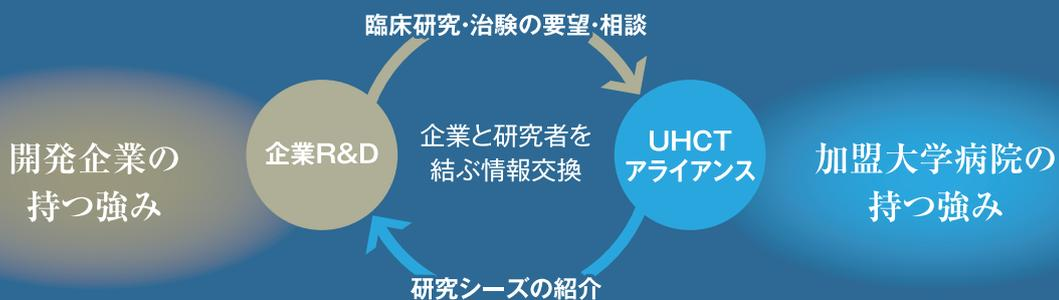 臨床研究・治験の要望・相談
開発企業の
持つ強み
企業R&D
企業と研究者を
結ぶ情報交換
UHCT
アライアンス
加盟大学病院の
持つ強み
研究シーズの紹介